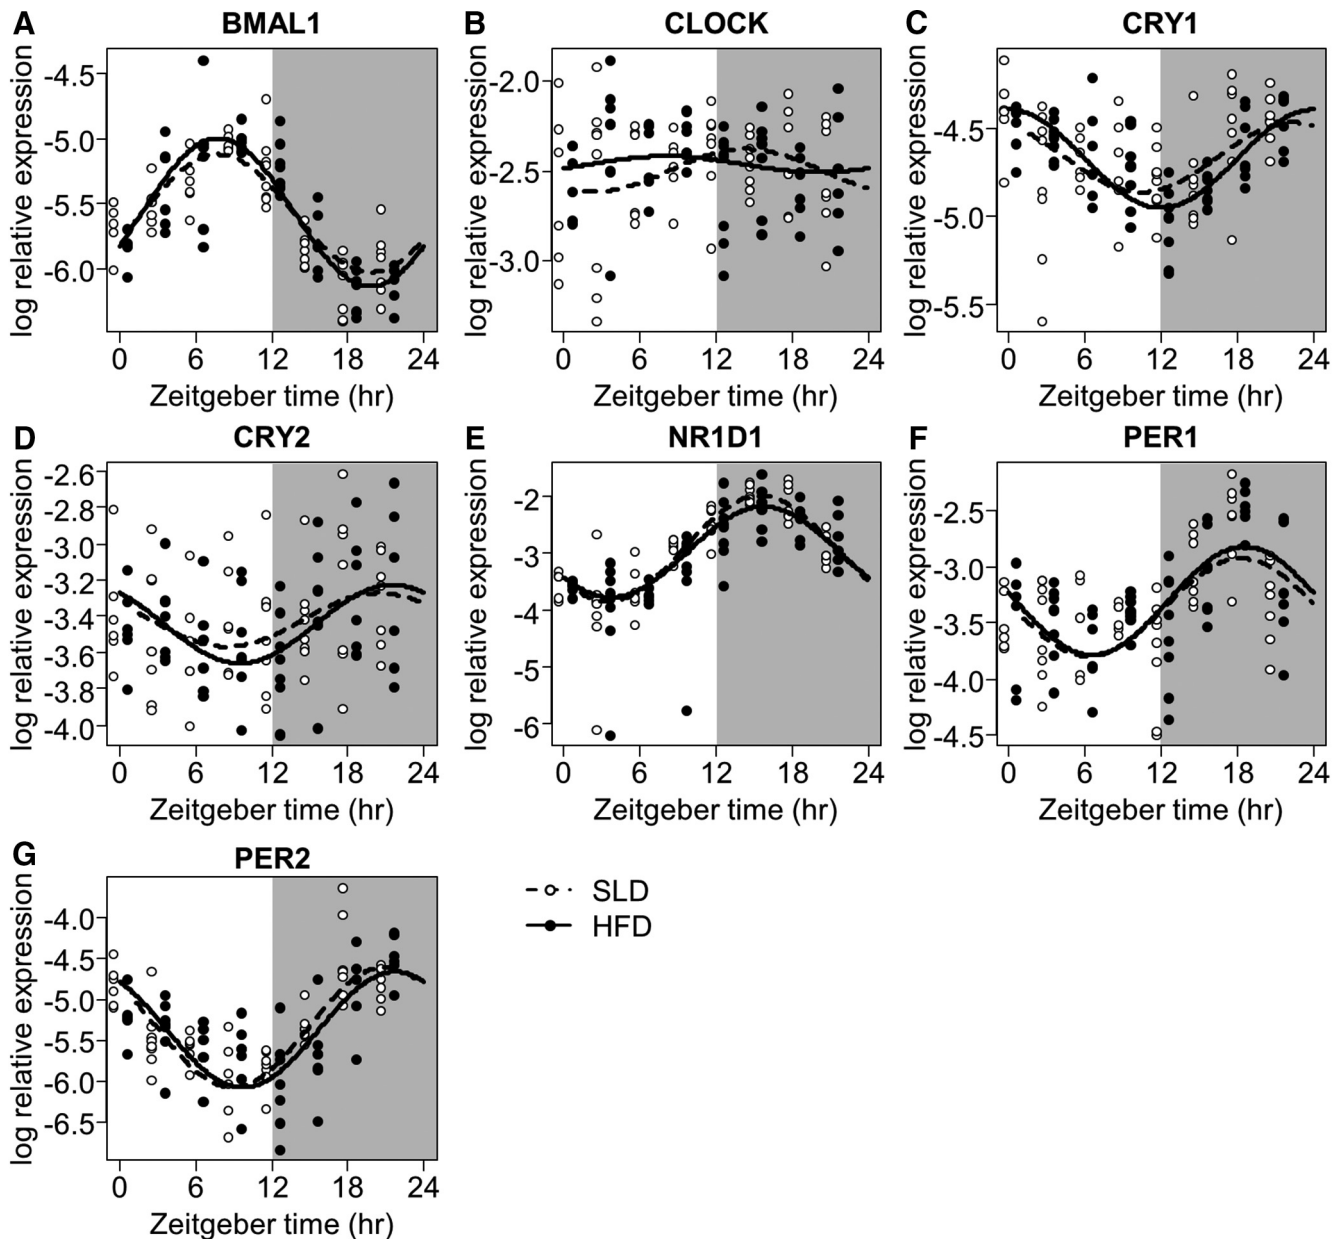 A BMAL1
log relative expression
-4.5
-5.0
-5.5
-6.0
0 6 12 18 24
Zeitgeber time (hr)
B CLOCK
log relative expression
-2.0
-2.5
-3.0
0 6 12 18 24
Zeitgeber time (hr)
C CRY1
log relative expression
-4.5
-5.0
-5.5
0 6 12 18 24
Zeitgeber time (hr)
D CRY2
log relative expression
-2.6
-2.8
-3.0
-3.2
-3.4
-3.6
-3.8
-4.0
0 6 12 18 24
Zeitgeber time (hr)
E NR1D1
log relative expression
-2
-3
-4
-5
-6
0 6 12 18 24
Zeitgeber time (hr)
F PER1
log relative expression
-2.5
-3.0
-3.5
-4.0
-4.5
0 6 12 18 24
Zeitgeber time (hr)
G PER2
log relative expression
-4.0
-4.5
-5.0
-5.5
-6.0
-6.5
0 6 12 18 24
Zeitgeber time (hr)
SLD
HFD